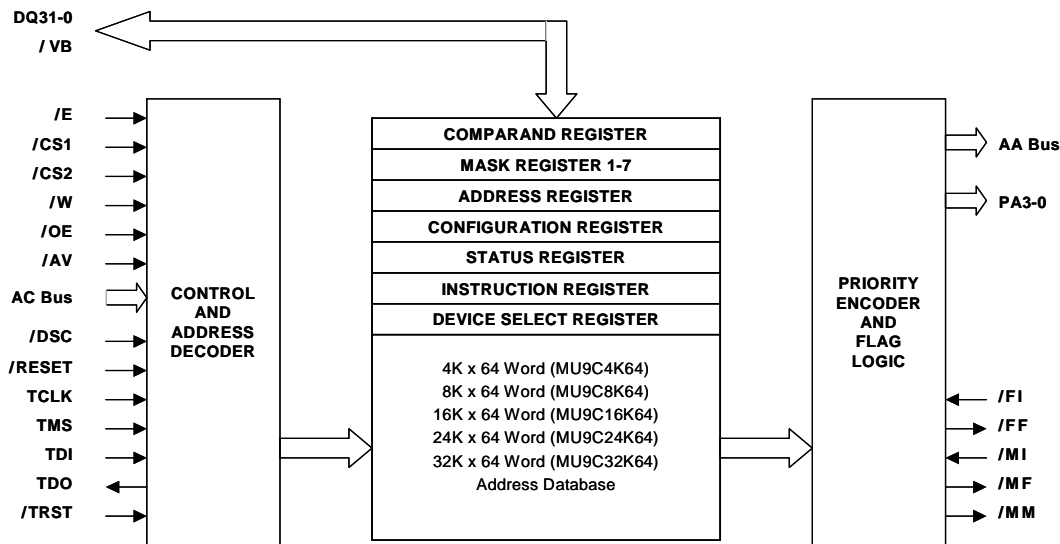 DQ31-0
/ VB
/E
/CS1
/CS2
/W
/OE
/AV
AC Bus
/DSC
/RESET
TCLK
TMS
TDI
TDO
/TRST
CONTROL
AND
ADDRESS
DECODER
COMPARAND REGISTER
MASK REGISTER 1-7
ADDRESS REGISTER
CONFIGURATION REGISTER
STATUS REGISTER
INSTRUCTION REGISTER
DEVICE SELECT REGISTER
4K x 64 Word (MU9C4K64)
8K x 64 Word (MU9C8K64)
16K x 64 Word (MU9C16K64)
24K x 64 Word (MU9C24K64)
32K x 64 Word (MU9C32K64)
Address Database
PRIORITY
ENCODER
AND
FLAG
LOGIC
AA Bus
PA3-0
/FI
/FF
/MI
/MF
/MM